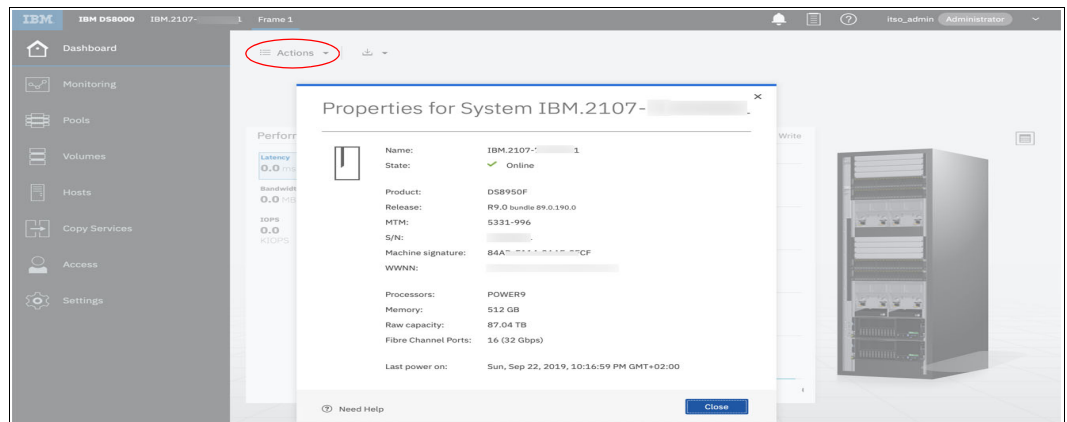 IBM IBM DS8000 IBM.2107- 1 Frame 1 itso_admin Administrator
Dashboard
Actions
Monitoring
Properties for System IBM.2107-
Pools
Perform
Write
Volumes
Latency
0.0 ms
Name: IBM.2107- 1
State: Online
Hosts
Bandwidt
0.0 MB
Product: DS8950F
Release: R9.0 bundle 89.0.190.0
Copy Services
IOPS
0.0
KIOPS
MTM: 5331-996
S/N:
Machine signature: 84A CF
WWNN:
Access
Settings
Processors: POWER9
Memory: 512 GB
Raw capacity: 87.04 TB
Fibre Channel Ports: 16 (32 Gbps)
Last power on: Sun, Sep 22, 2019, 10:16:59 PM GMT+02:00
Need Help
Close